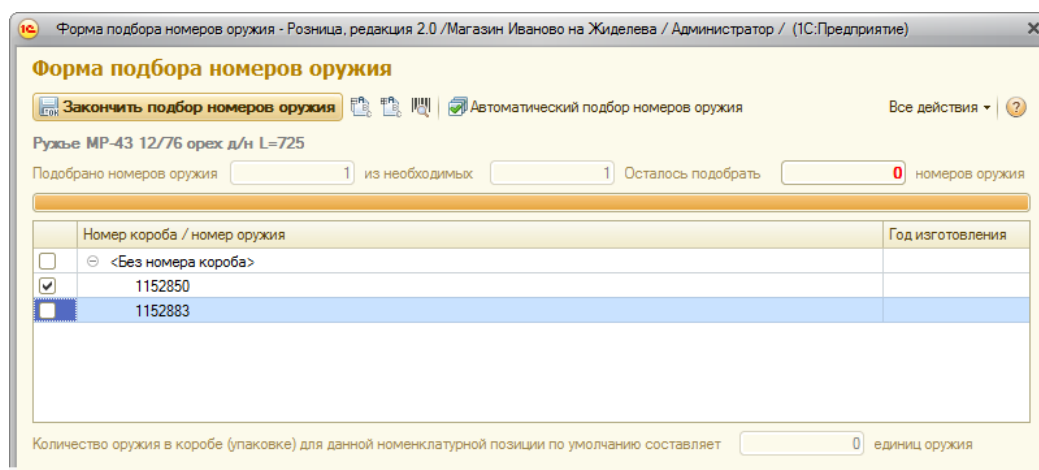 Форма подбора номеров оружия - Розница, редакция 2.0 /Магазин Иваново на Жиделева / Администратор / (1С:Предприятие)
Форма подбора номеров оружия
Закончить подбор номеров оружия Автоматический подбор номеров оружия Все действия
Ружье МР-43 12/76 орех д/н L=725
Подобрано номеров оружия 1 из необходимых 1 Осталось подобрать 0 номеров оружия
Номер короба / номер оружия Год изготовления
<Без номера короба>
1152850
1152883
Количество оружия в коробе (упаковке) для данной номенклатурной позиции по умолчанию составляет 0 единиц оружия